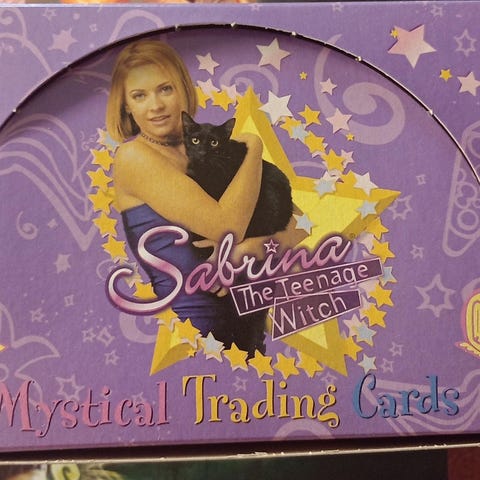 Sabrina
The Teenage
Witch
Mystical Trading Cards